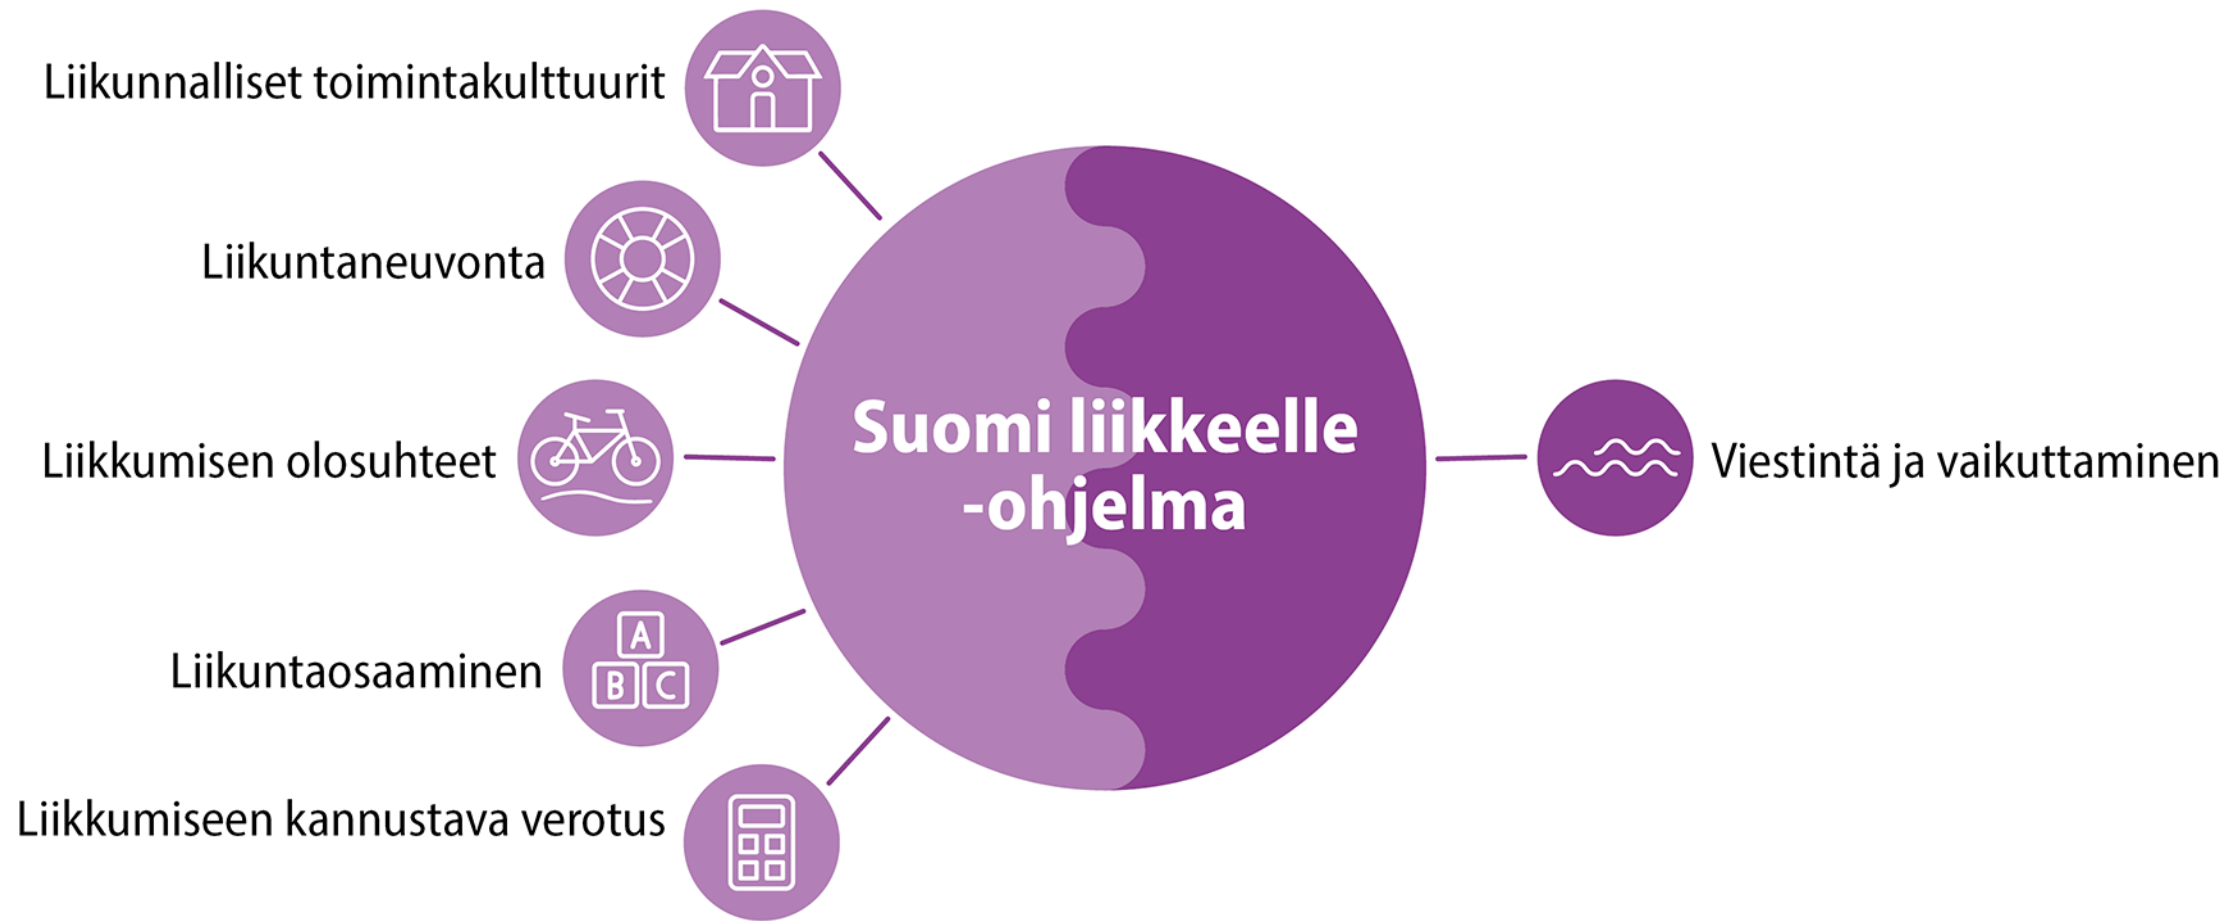 Liikunnalliset toimintakulttuurit
Liikuntaneuvonta
Liikkumisen olosuhteet
A
B C
Liikuntaosaaminen
Liikkumiseen kannustava verotus
Suomi liikkeelle
-ohjelma
Viestintä ja vaikuttaminen